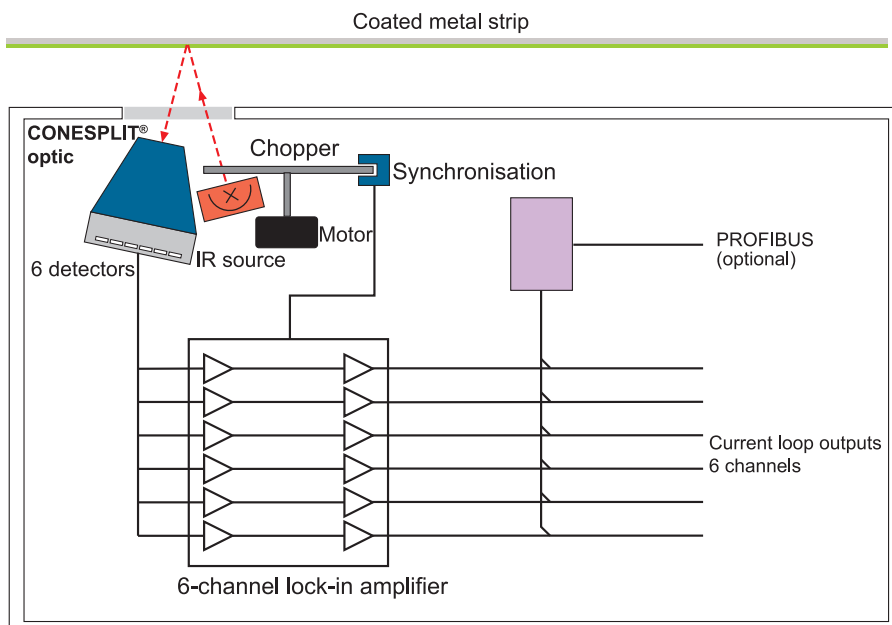 Coated metal strip
CONESPLIT®
optic
Chopper
Synchronisation
Motor
IR source
6 detectors
PROFIBUS
(optional)
Current loop outputs
6 channels
6-channel lock-in amplifier